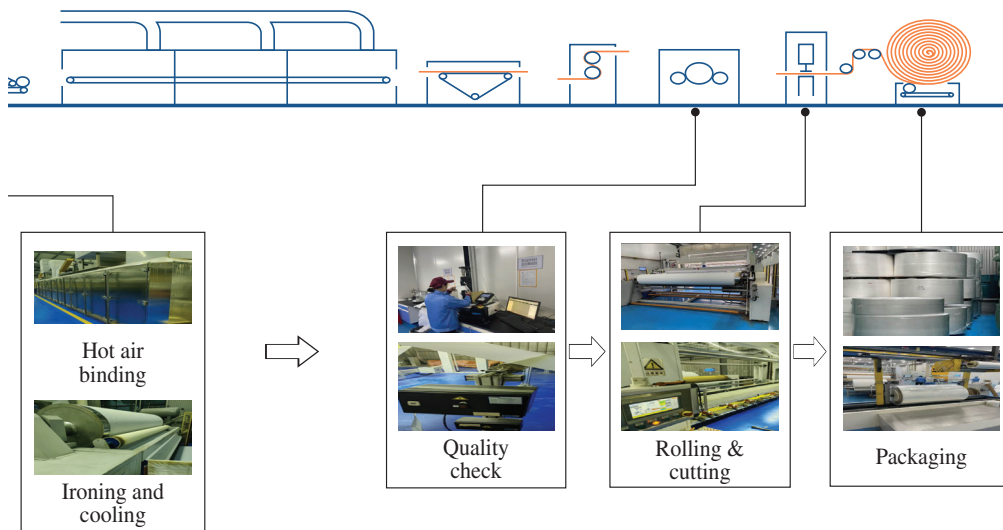 Hot air
binding
Ironing and
cooling
Quality
check
Rolling &
cutting
Packaging